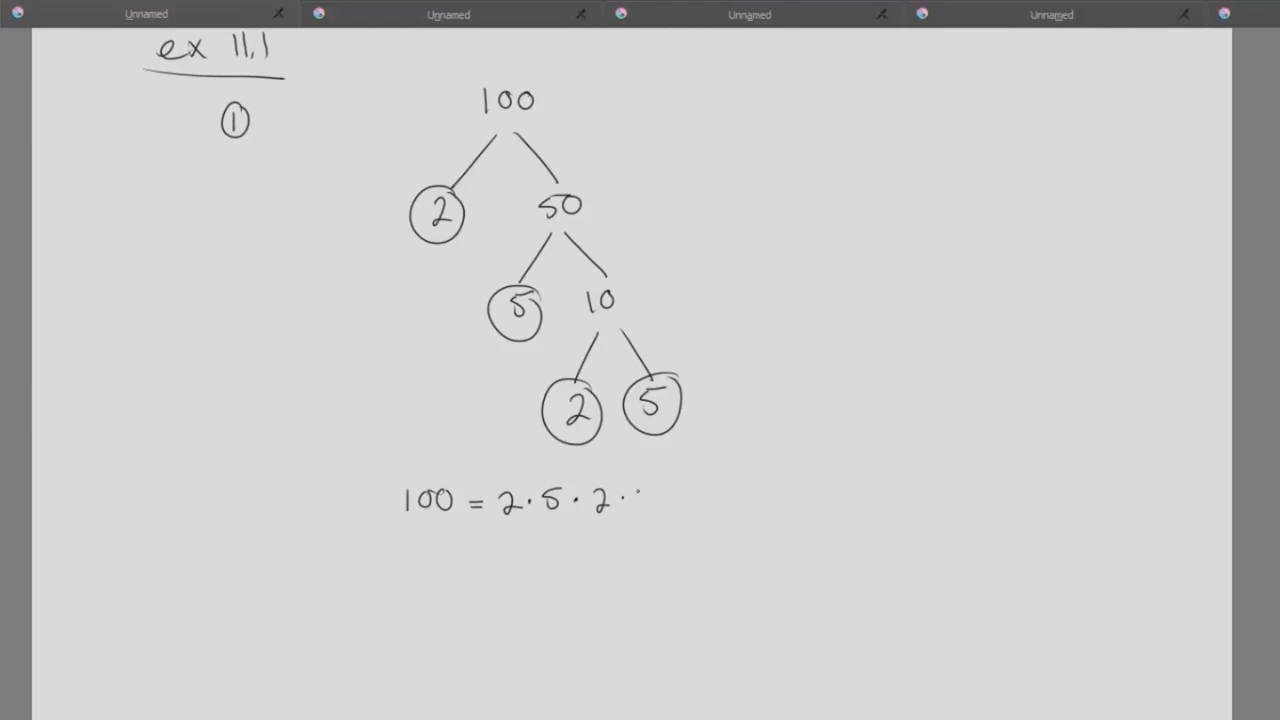 Unnamed Unnamed Unnamed Unnamed
ex 11.1
1
100
2 50
5 10
2 5
100 = 2 · 5 · 2 ·